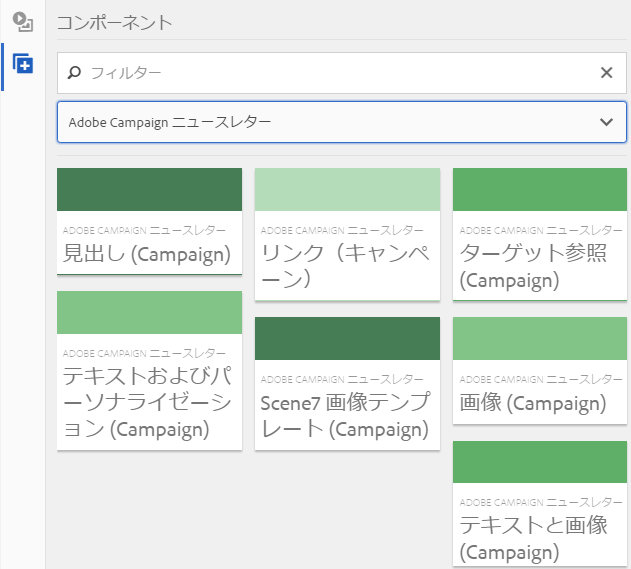 コンポーネント
フィルター
Adobe Campaign ニュースレター
ADOBE CAMPAIGN ニュースレター
見出し (Campaign)
ADOBE CAMPAIGN ニュースレター
リンク（キャンペ
ーン）
ADOBE CAMPAIGN ニュースレター
ターゲット参照
(Campaign)
ADOBE CAMPAIGN ニュースレター
テキストおよびパ
ーソナライゼーシ
ョン (Campaign)
ADOBE CAMPAIGN ニュースレター
Scene7 画像テンプ
レート (Campaign)
ADOBE CAMPAIGN ニュースレター
画像 (Campaign)
ADOBE CAMPAIGN ニュースレター
テキストと画像
(Campaign)